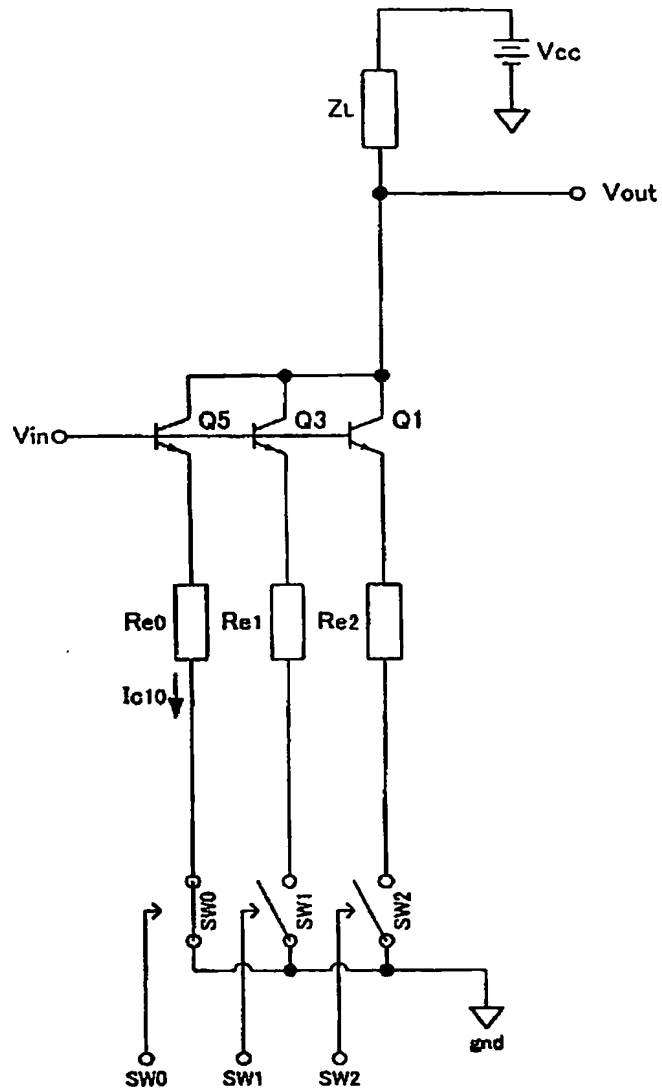 Vcc
ZL
Vout
Vin
Q5
Q3
Q1
Re0
Re1
Re2
Ic10
SW0
SW1
SW2
gnd
SW0
SW1
SW2